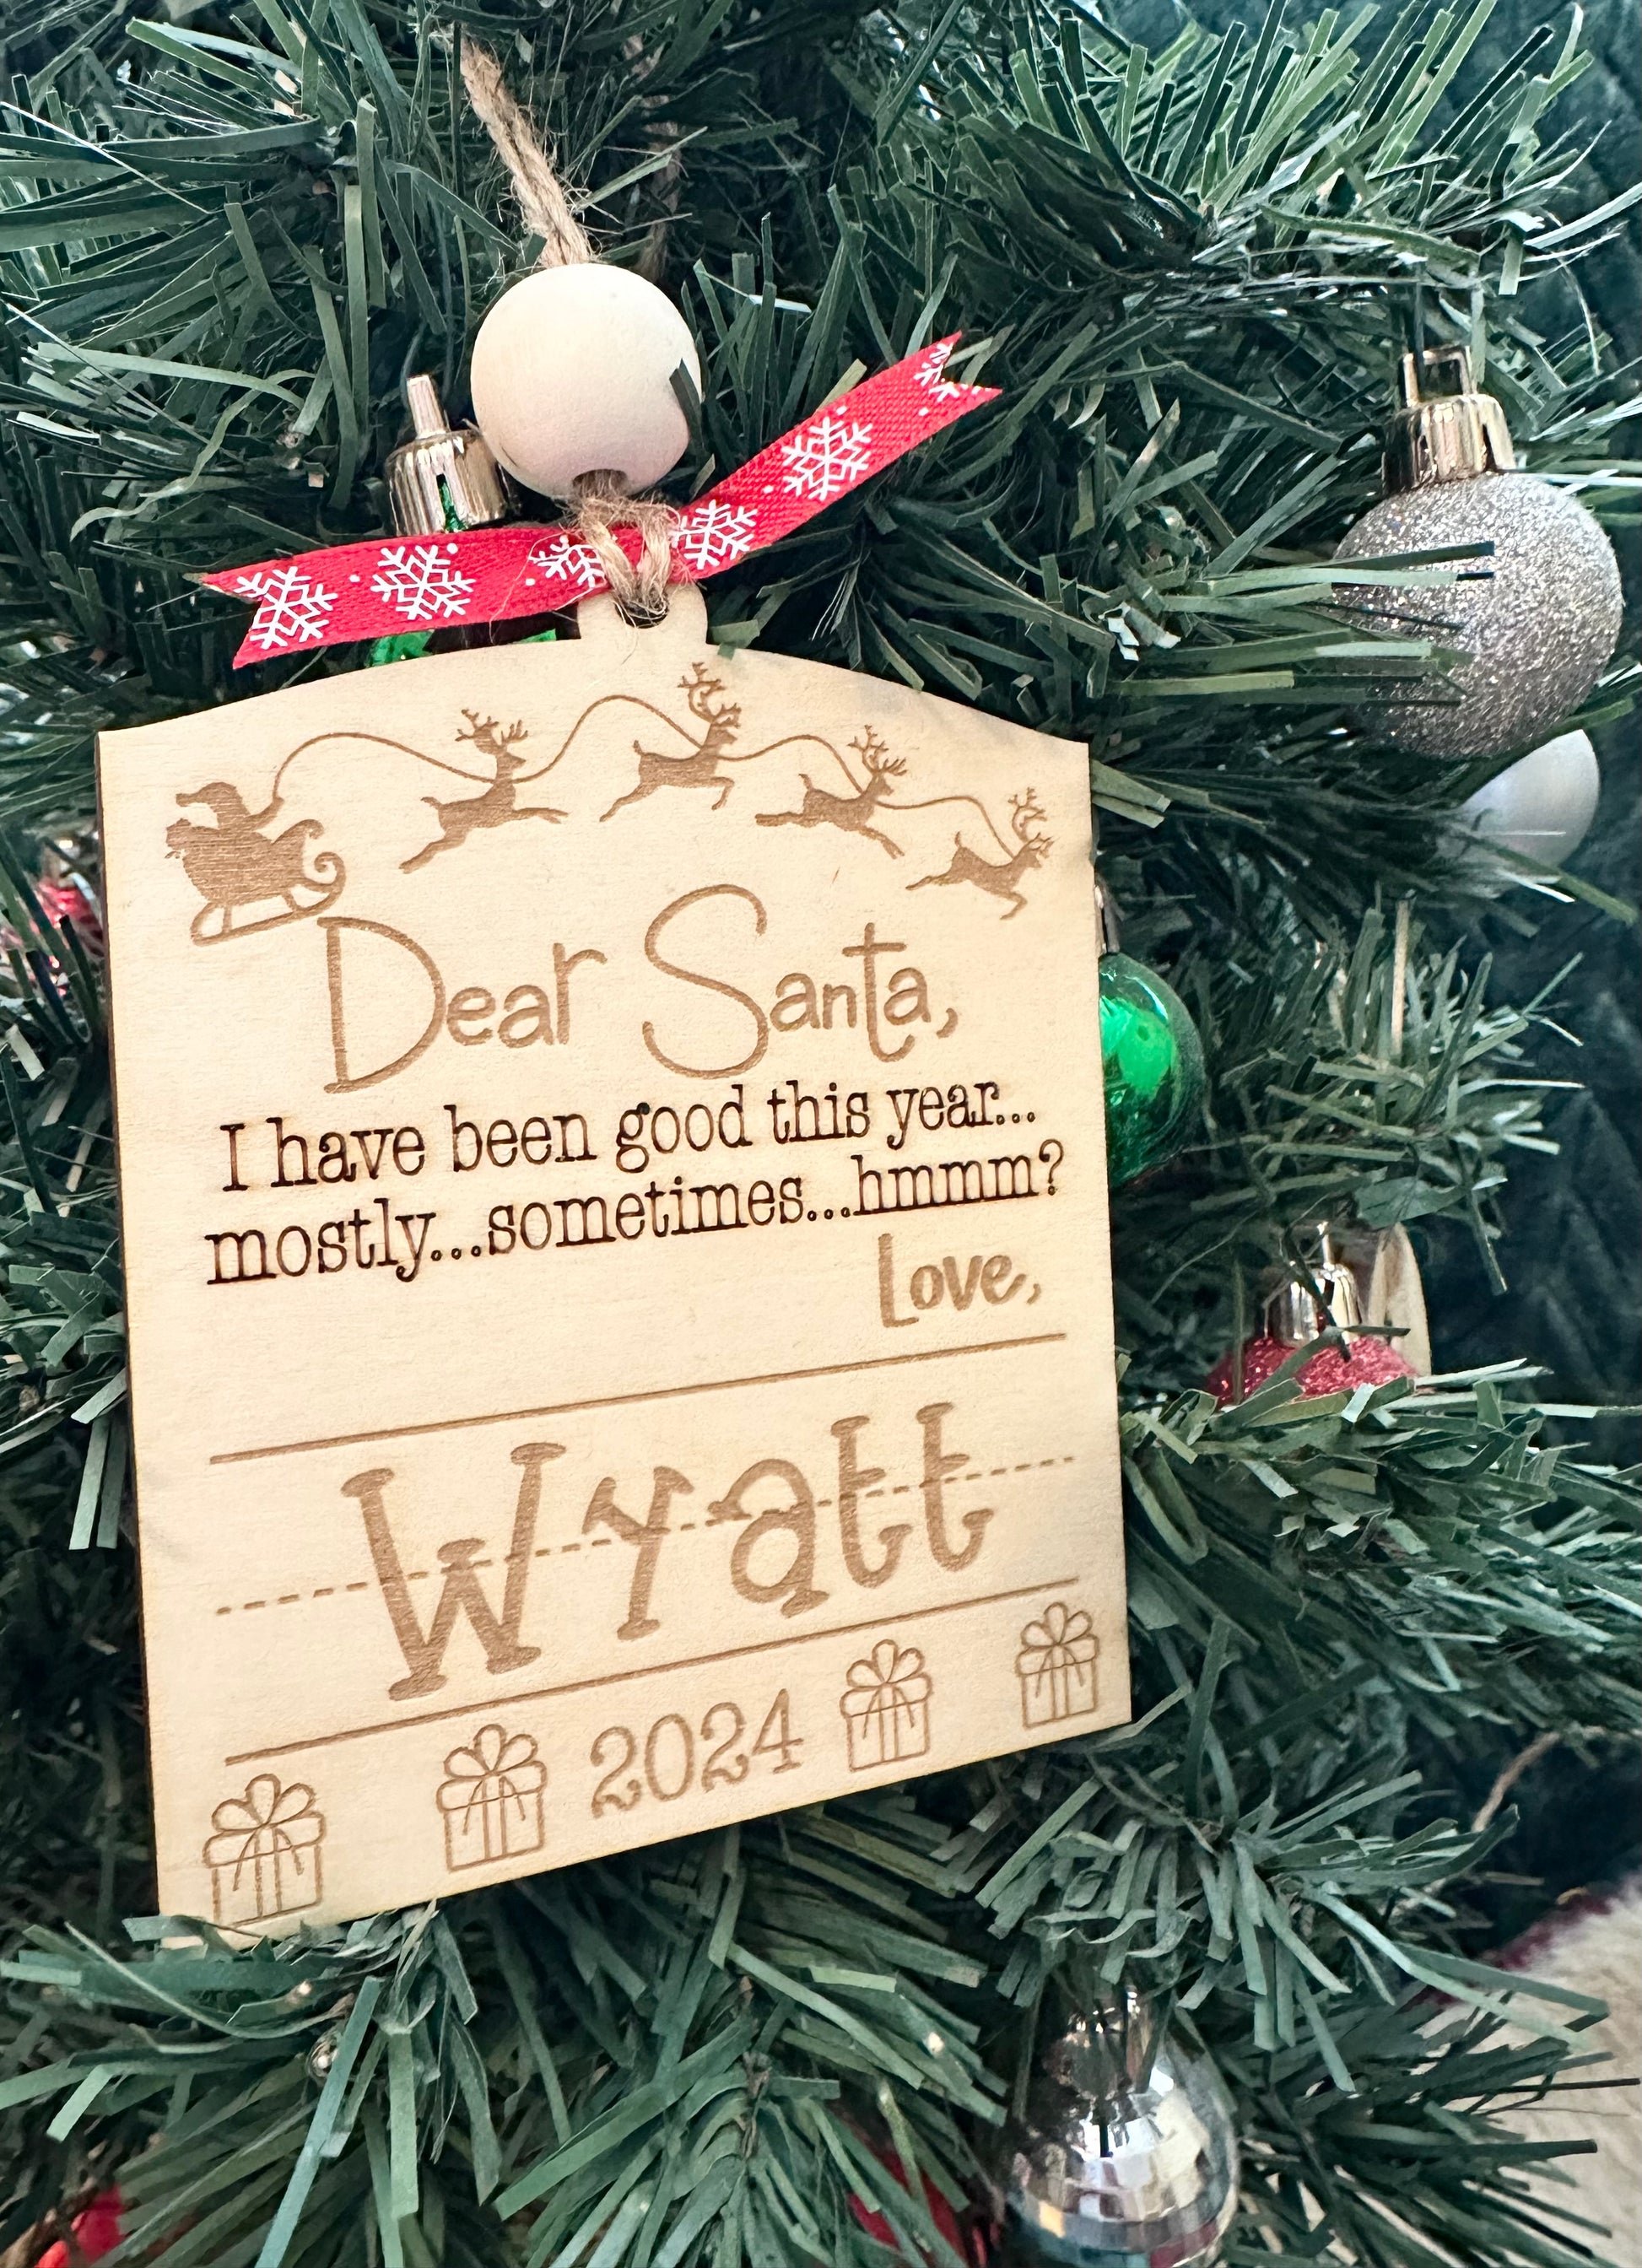 Dear Santa,
I have been good this year...
mostly...sometimes...hmmm?
Love,
Wyatt
2024